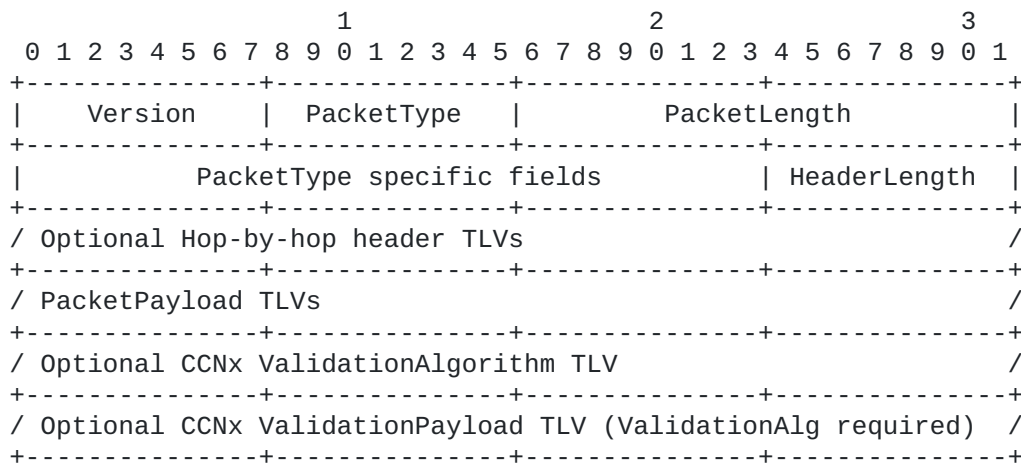 1                   2                   3
 0 1 2 3 4 5 6 7 8 9 0 1 2 3 4 5 6 7 8 9 0 1 2 3 4 5 6 7 8 9 0 1
+---------------+---------------+---------------+---------------+
|    Version    |  PacketType   |         PacketLength          |
+---------------+---------------+---------------+---------------+
|           PacketType specific fields          | HeaderLength  |
+---------------+---------------+---------------+---------------+
/ Optional Hop-by-hop header TLVs                               /
+---------------+---------------+---------------+---------------+
/ PacketPayload TLVs                                            /
+---------------+---------------+---------------+---------------+
/ Optional CCNx ValidationAlgorithm TLV                         /
+---------------+---------------+---------------+---------------+
/ Optional CCNx ValidationPayload TLV (ValidationAlg required)  /
+---------------+---------------+---------------+---------------+